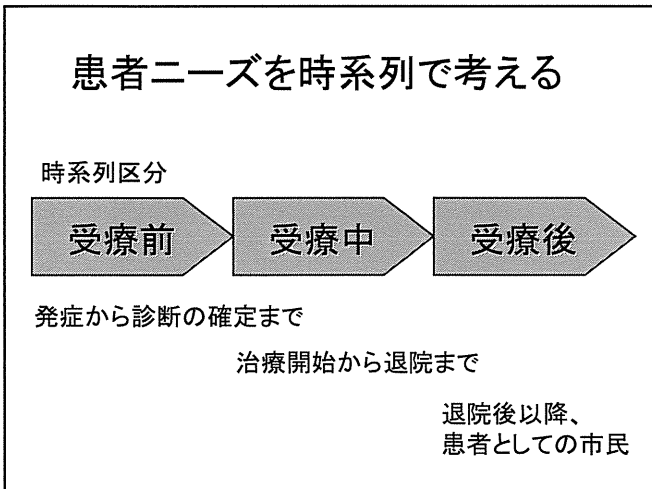 患者ニーズを時系列で考える
時系列区分
受療前
受療中
受療後
発症から診断の確定まで
治療開始から退院まで
退院後以降、
患者としての市民